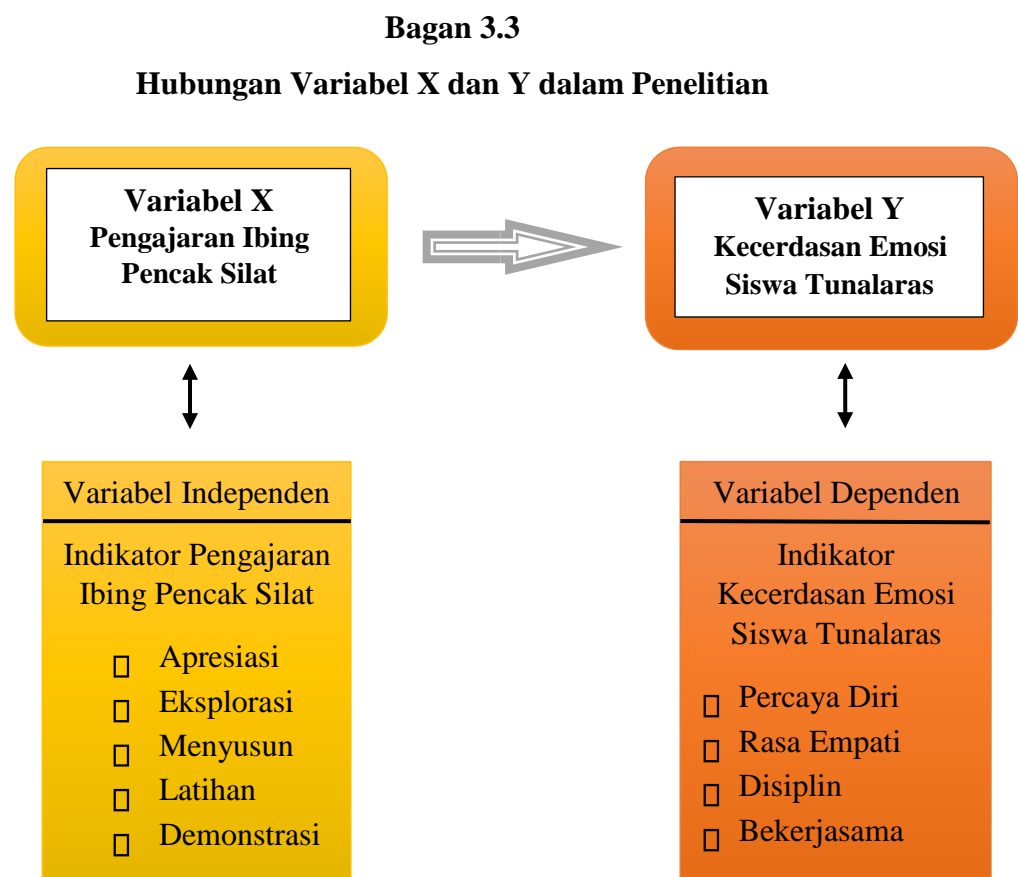 Bagan 3.3
Hubungan Variabel X dan Y dalam Penelitian
Variabel X
Pengajaran Ibing
Pencak Silat
Variabel Y
Kecerdasan Emosi
Siswa Tunalaras
Variabel Independen
Indikator Pengajaran
Ibing Pencak Silat
Apresiasi
Eksplorasi
Menyusun
Latihan
Demonstrasi
Variabel Dependen
Indikator
Kecerdasan Emosi
Siswa Tunalaras
Percaya Diri
Rasa Empati
Disiplin
Bekerjasama